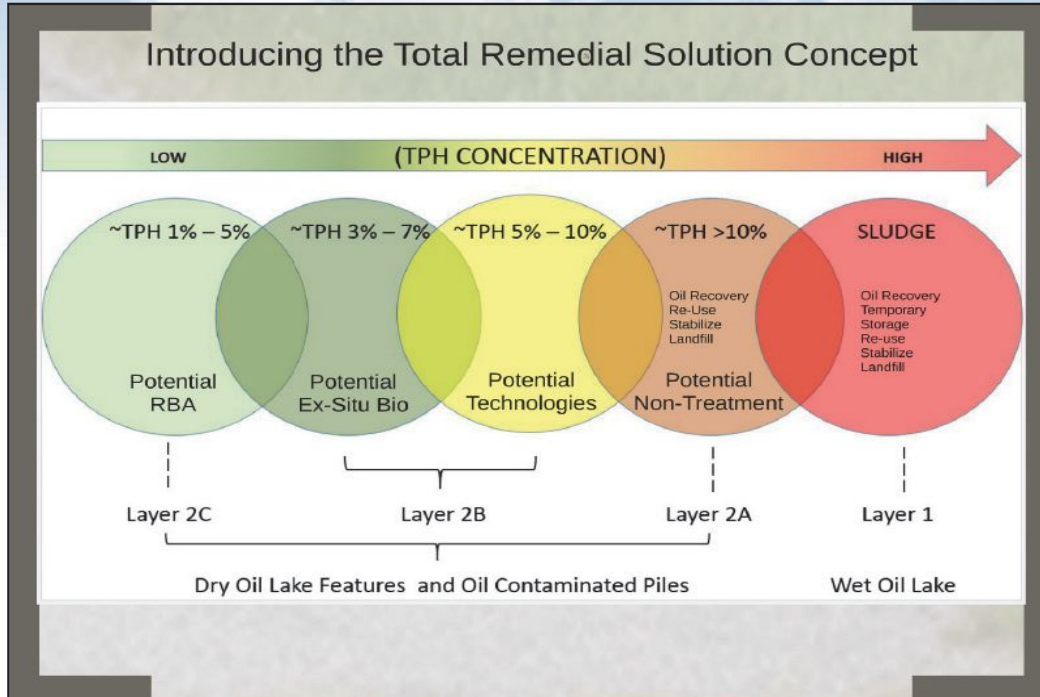 Introducing the Total Remedial Solution Concept
LOW
(TPH CONCENTRATION)
HIGH
~TPH 1% – 5%
~TPH 3% – 7%
~TPH 5% – 10%
~TPH >10%
SLUDGE
Oil Recovery
Re-Use
Stabilize
Landfill
Oil Recovery
Temporary
Storage
Re-use
Stabilize
Landfill
Potential
RBA
Potential
Ex-Situ Bio
Potential
Technologies
Potential
Non-Treatment
Layer 2C
Layer 2B
Layer 2A
Layer 1
Dry Oil Lake Features and Oil Contaminated Piles
Wet Oil Lake